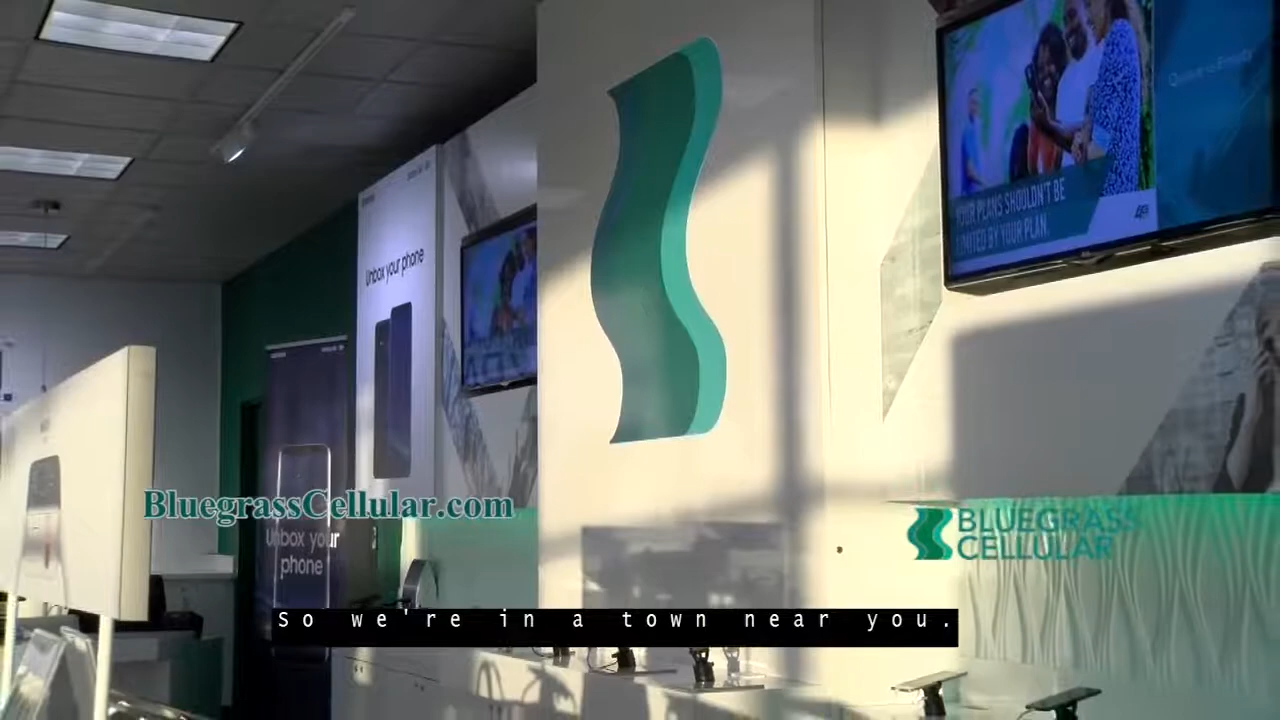 Unbox your phone
YOUR PLANS SHOULDN'T BE
LIMITED BY YOUR PLAN.
BluegrassCellular.com
Unbox your
phone
BLUEGRASS
CELLULAR
So we're in a town near you.